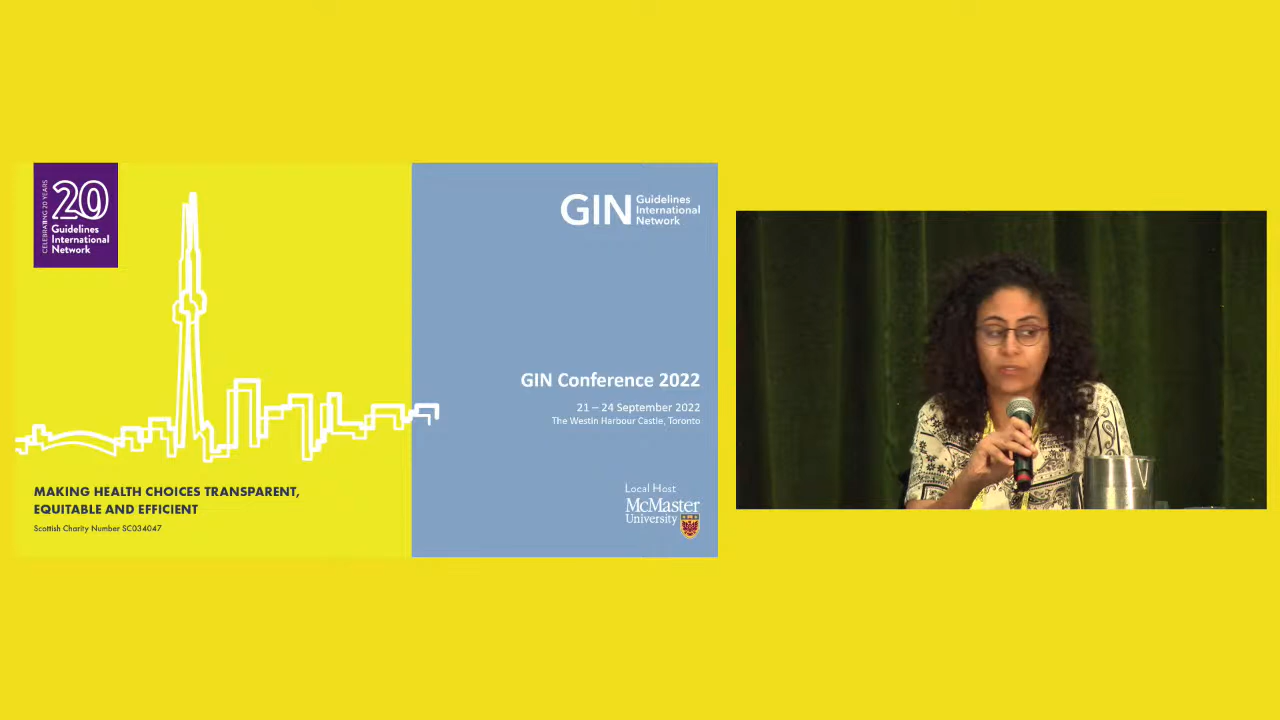 CELEBRATING 20 YEARS
20
Guidelines
International
Network
MAKING HEALTH CHOICES TRANSPARENT,
EQUITABLE AND EFFICIENT
Scottish Charity Number SC034047
GIN
Guidelines
International
Network
GIN Conference 2022
21 – 24 September 2022
The Westin Harbour Castle, Toronto
Local Host
McMaster
University